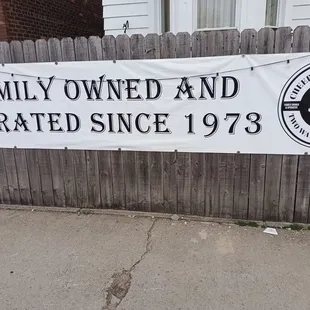 MILY OWNED AND
RATED SINCE 1973